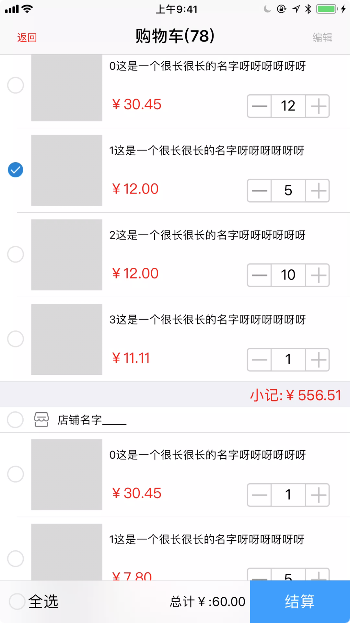 上午9:41
返回
购物车(78)
编辑
0这是一个很长很长的名字呀呀呀呀呀呀
￥30.45
12
1这是一个很长很长的名字呀呀呀呀呀呀
￥12.00
5
2这是一个很长很长的名字呀呀呀呀呀呀
￥12.00
10
3这是一个很长很长的名字呀呀呀呀呀呀
￥11.11
1
小记:￥556.51
店铺名字____
0这是一个很长很长的名字呀呀呀呀呀呀
￥30.45
1
1这是一个很长很长的名字呀呀呀呀呀呀
￥7.80
5
全选
总计￥:60.00
结算